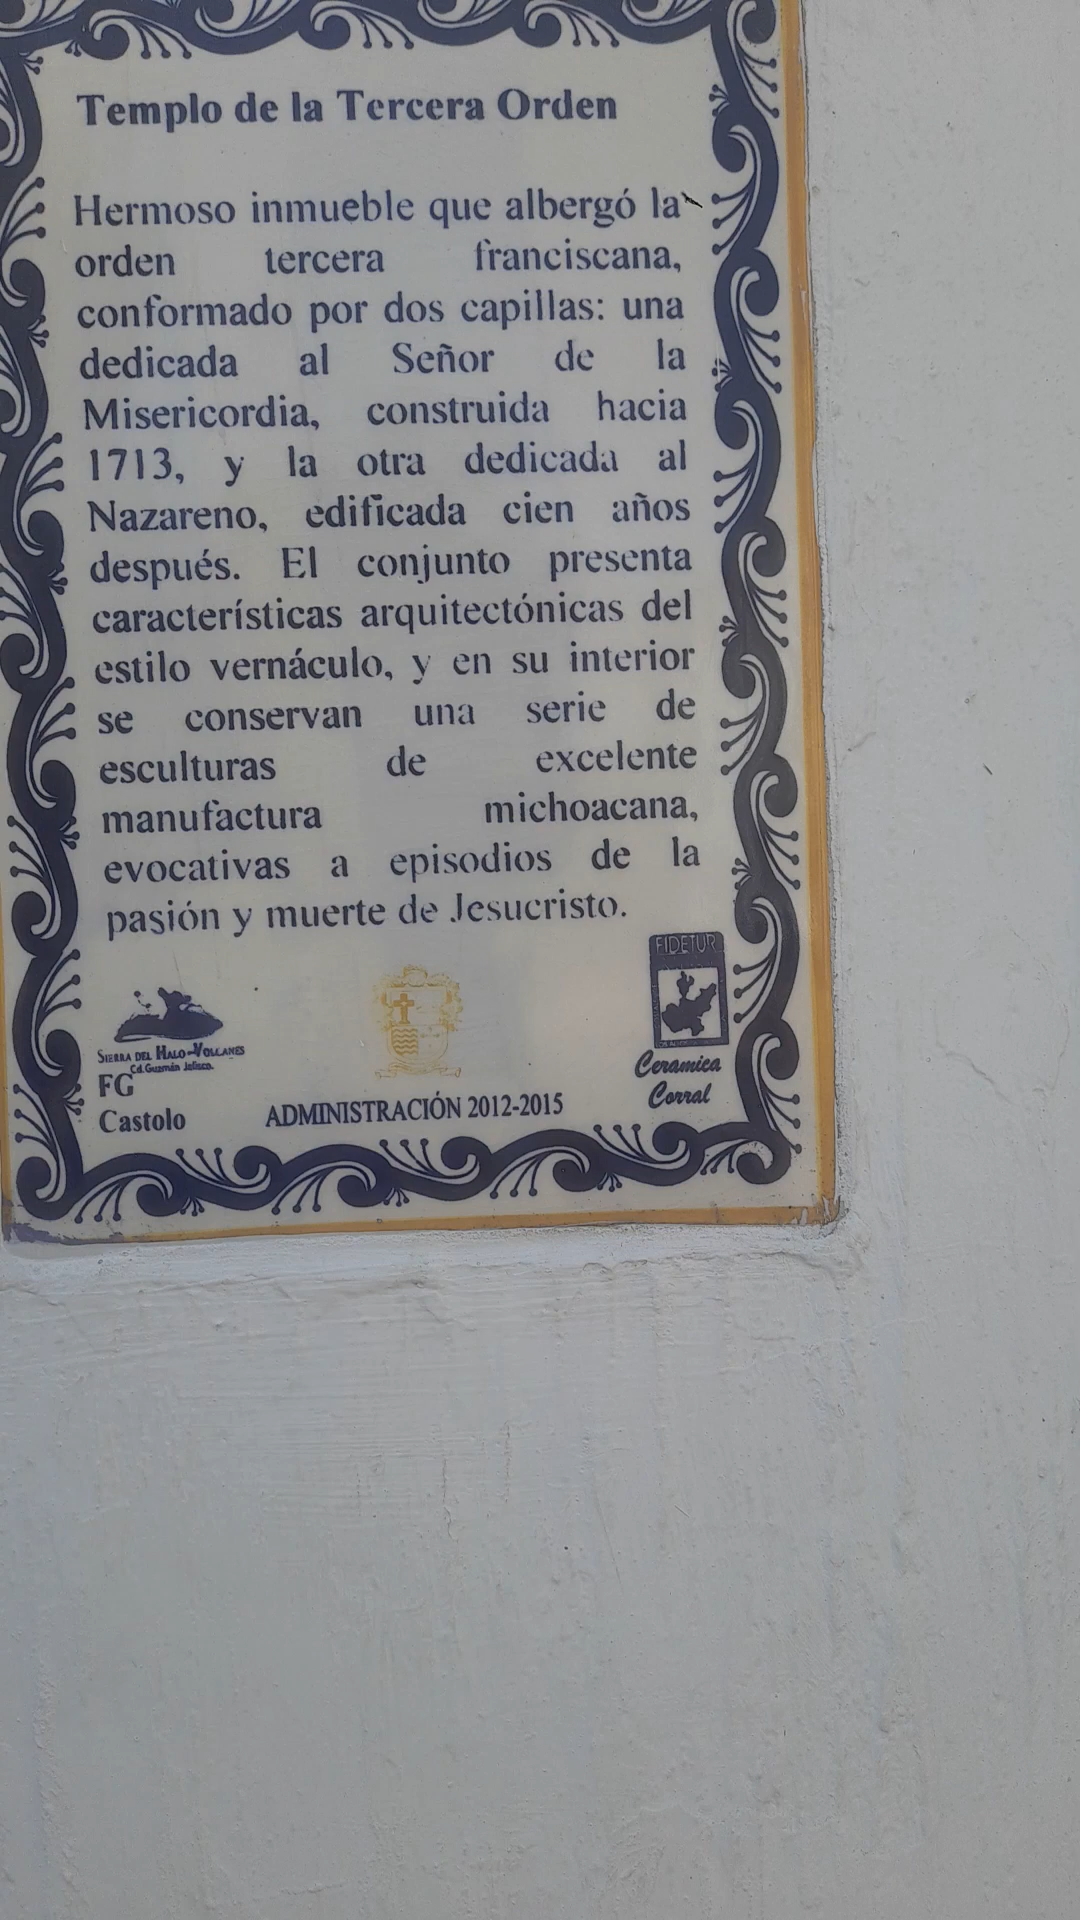 Templo de la Tercera Orden
Hermoso inmueble que albergó la
orden tercera franciscana,
conformado por dos capillas: una
dedicada al Señor de la
Misericordia, construida hacia
1713, y la otra dedicada al
Nazareno, edificada cien años
después. El conjunto presenta
características arquitectónicas del
estilo vernáculo, y en su interior
se conservan una serie de
esculturas de excelente
manufactura michoacana,
evocativas a episodios de la
pasión y muerte de Jesucristo.
FIDETUR
SIERRA DEL HALO-VOLCANES
Cd. Guzmán Jalisco.
FG
Castolo
ADMINISTRACIÓN 2012-2015
Ceramica
Corral